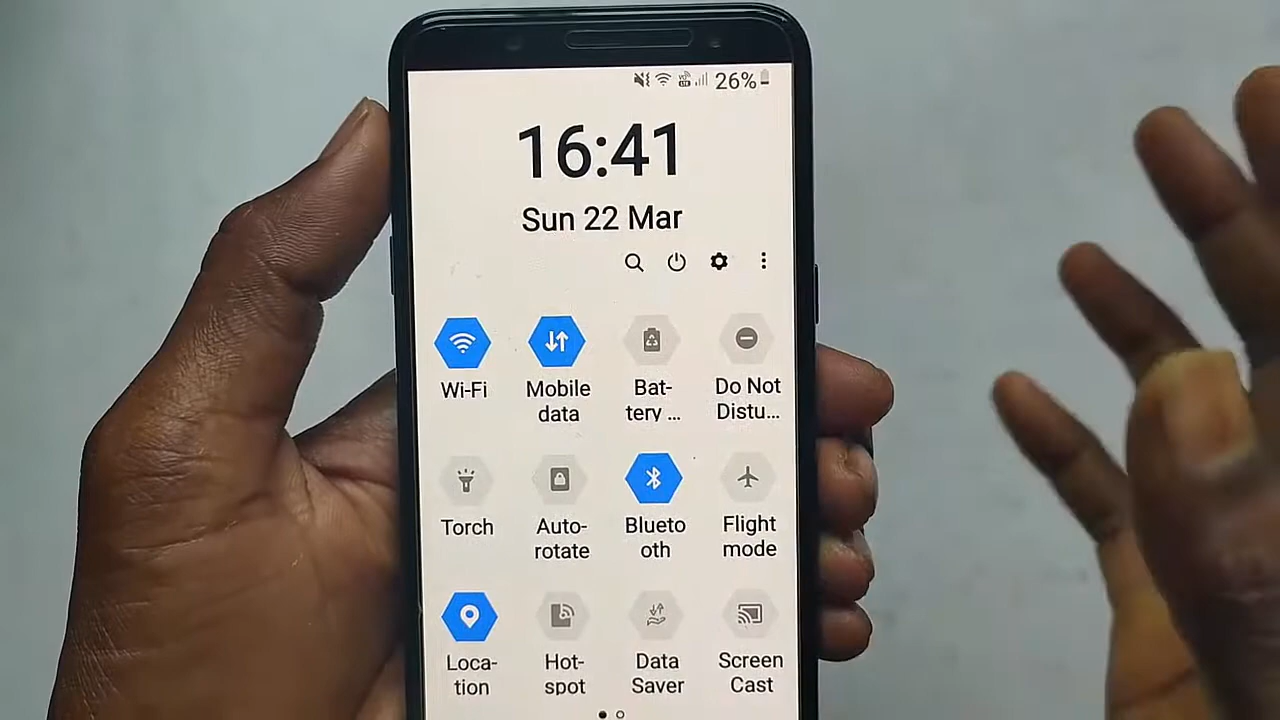 26%
16:41
Sun 22 Mar
Wi-Fi
Mobile
data
Bat-
tery ...
Do Not
Distu...
Torch
Auto-
rotate
Blueto
oth
Flight
mode
Loca-
tion
Hot-
spot
Data
Saver
Screen
Cast